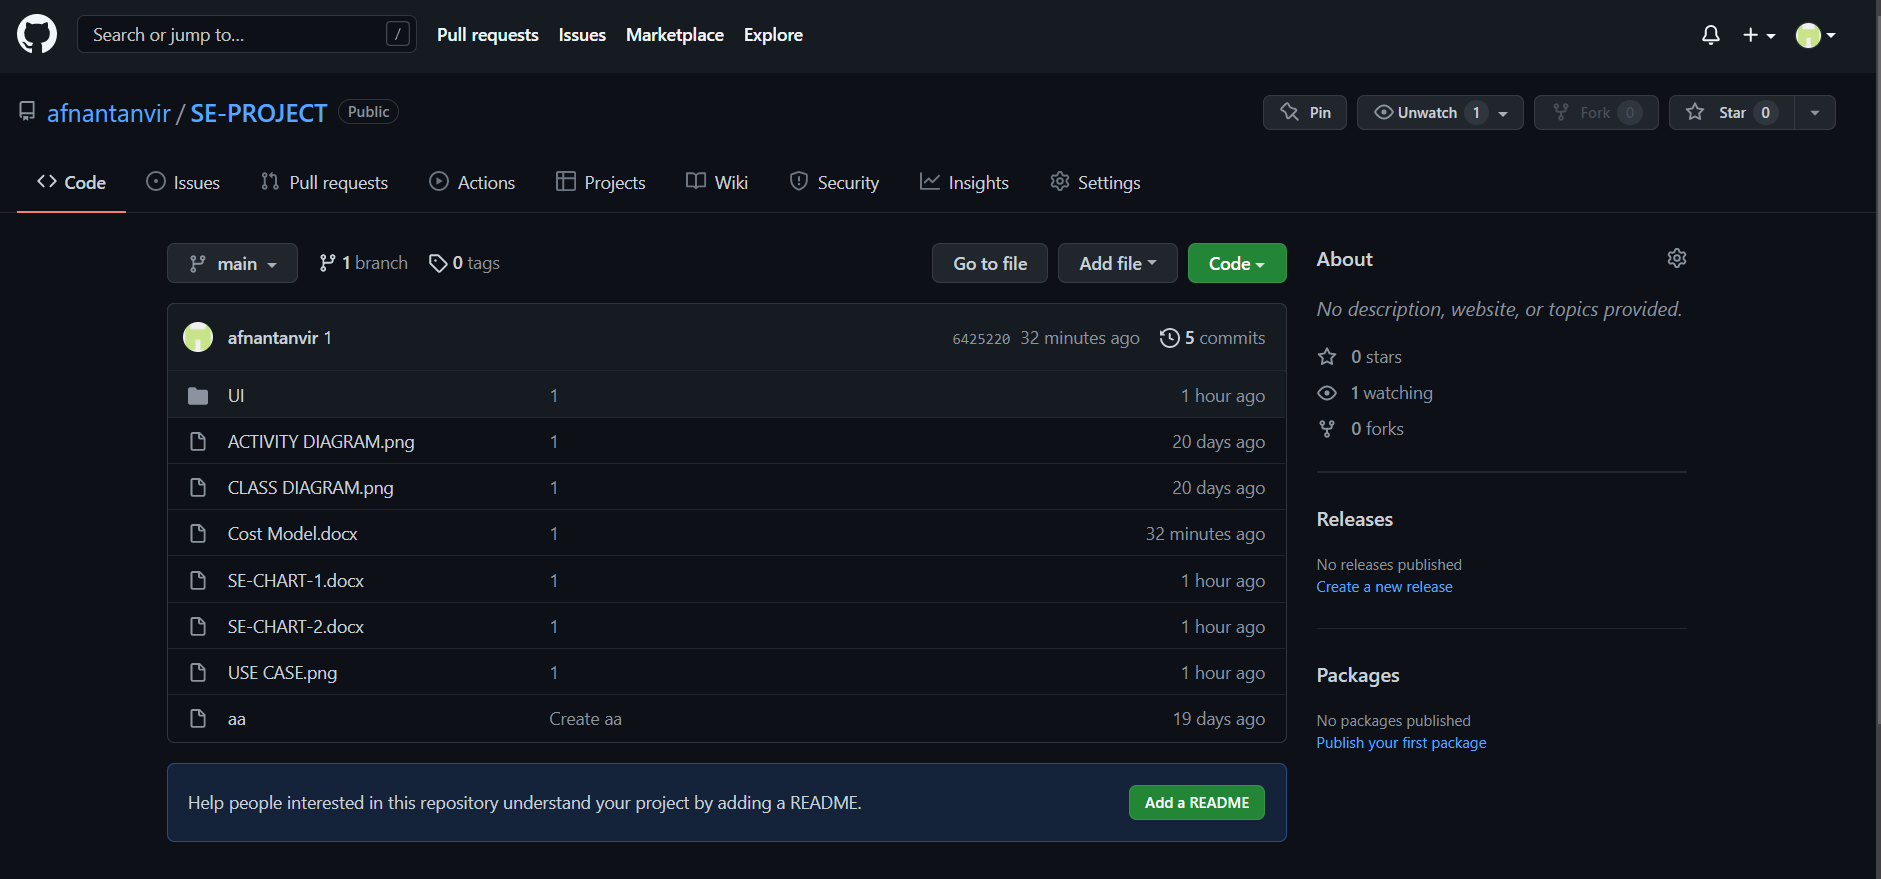 Search or jump to... /
Pull requests Issues Marketplace Explore
afnantanvir / SE-PROJECT Public
Pin Unwatch 1 Fork 0 Star 0
Code Issues Pull requests Actions Projects Wiki Security Insights Settings
main 1 branch 0 tags
Go to file Add file Code
afnantanvir 1 6425220 32 minutes ago 5 commits
UI 1 1 hour ago
ACTIVITY DIAGRAM.png 1 20 days ago
CLASS DIAGRAM.png 1 20 days ago
Cost Model.docx 1 32 minutes ago
SE-CHART-1.docx 1 1 hour ago
SE-CHART-2.docx 1 1 hour ago
USE CASE.png 1 1 hour ago
aa Create aa 19 days ago
Help people interested in this repository understand your project by adding a README. Add a README
About
No description, website, or topics provided.
0 stars
1 watching
0 forks
Releases
No releases published
Create a new release
Packages
No packages published
Publish your first package